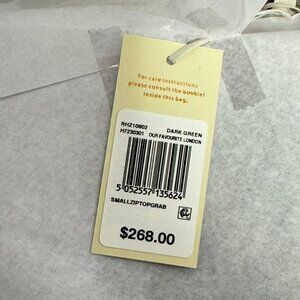 For care instructions
please consult the booklet
inside this bag.
RHZ10802 DARK GREEN
H7230301 OUR FAVOURITE LONDON
5 052557 135624
SMALLZIPTOPGRAB
$268.00